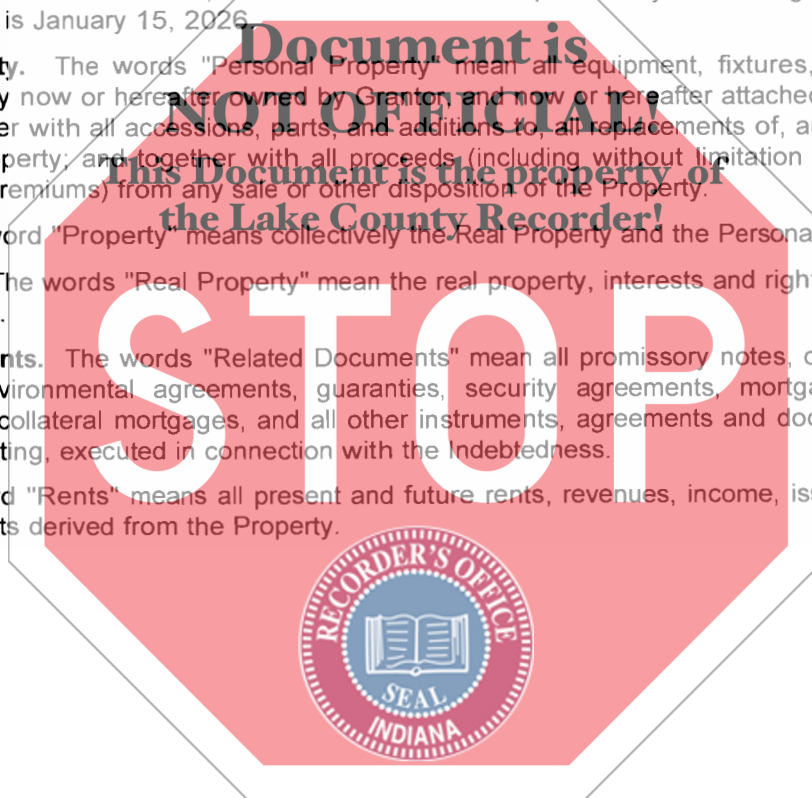 is January 15, 2026
Document is
ty. The words "Personal Property" mean all equipment, fixtures,
y now or hereafter owned by Grantor, and now or hereafter attached
NOT OFFICIAL!
er with all accessions, parts, and additions to, all replacements of, a
perty; and together with all proceeds (including without limitation
This Document is the property of
remiums) from any sale or other disposition of the Property.
the Lake County Recorder!
ord "Property" means collectively the Real Property and the Persona
The words "Real Property" mean the real property, interests and righ
.
STOP
nts. The words "Related Documents" mean all promissory notes, c
vironmental agreements, guaranties, security agreements, mortga
collateral mortgages, and all other instruments, agreements and doc
ting, executed in connection with the Indebtedness.
d "Rents" means all present and future rents, revenues, income, iss
ts derived from the Property.
RECORDER'S OFFICE
SEAL
INDIANA